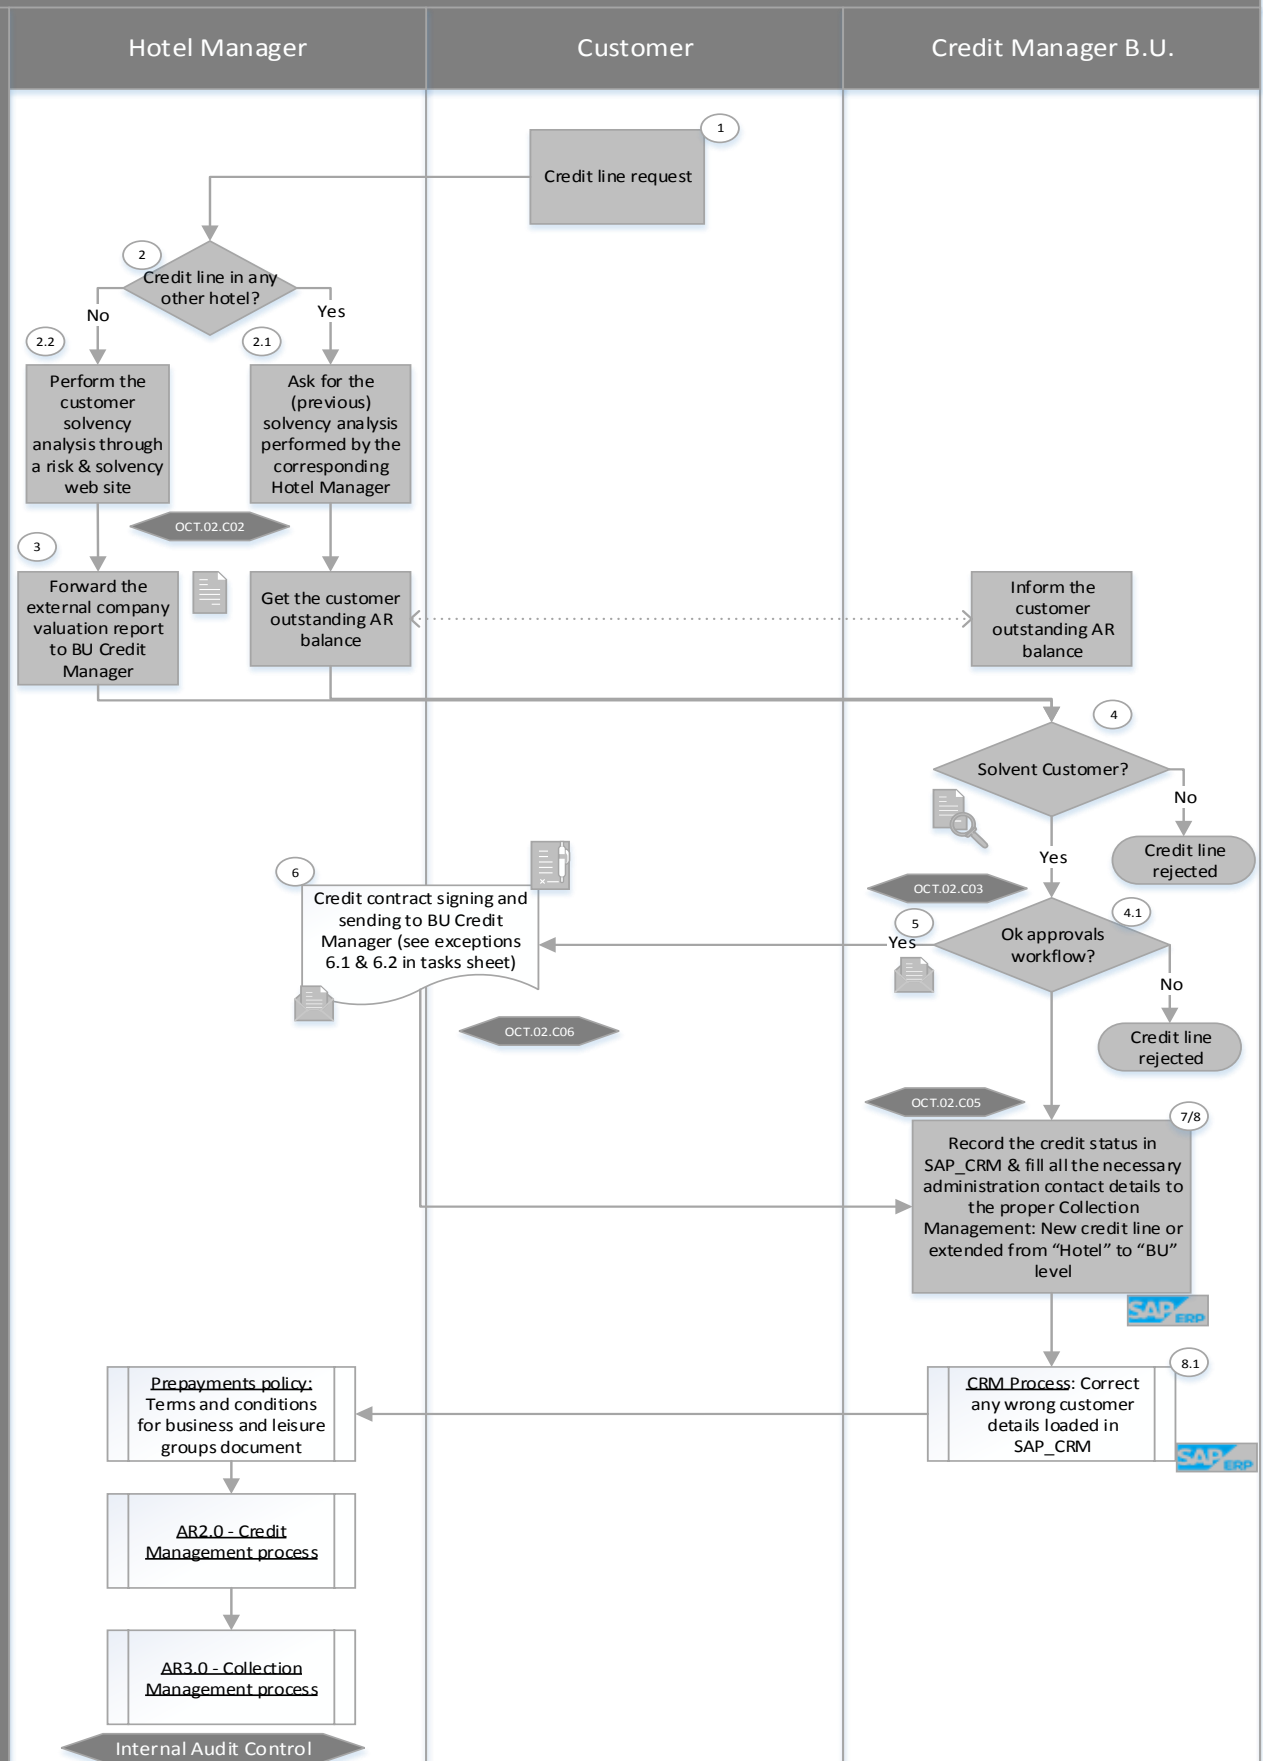 Hotel Manager
Customer
Credit Manager B.U.
1
Credit line request
2
Credit line in any
other hotel?
No
Yes
2.2
2.1
Perform the
customer
solvency
analysis through
a risk & solvency
web site
Ask for the
(previous)
solvency analysis
performed by the
corresponding
Hotel Manager
OCT.02.C02
3
Forward the
external company
valuation report
to BU Credit
Manager
Get the customer
outstanding AR
balance
Inform the
customer
outstanding AR
balance
4
Solvent Customer?
No
Yes
Credit line
rejected
OCT.02.C03
4.1
5
Yes
Ok approvals
workflow?
No
Credit line
rejected
6
Credit contract signing and
sending to BU Credit
Manager (see exceptions
6.1 & 6.2 in tasks sheet)
OCT.02.C06
OCT.02.C05
7/8
Record the credit status in
SAP_CRM & fill all the necessary
administration contact details to
the proper Collection
Management: New credit line or
extended from “Hotel” to “BU”
level
SAP ERP
8.1
CRM Process: Correct
any wrong customer
details loaded in
SAP_CRM
SAP ERP
Prepayments policy:
Terms and conditions
for business and leisure
groups document
AR2.0 - Credit
Management process
AR3.0 - Collection
Management process
Internal Audit Control